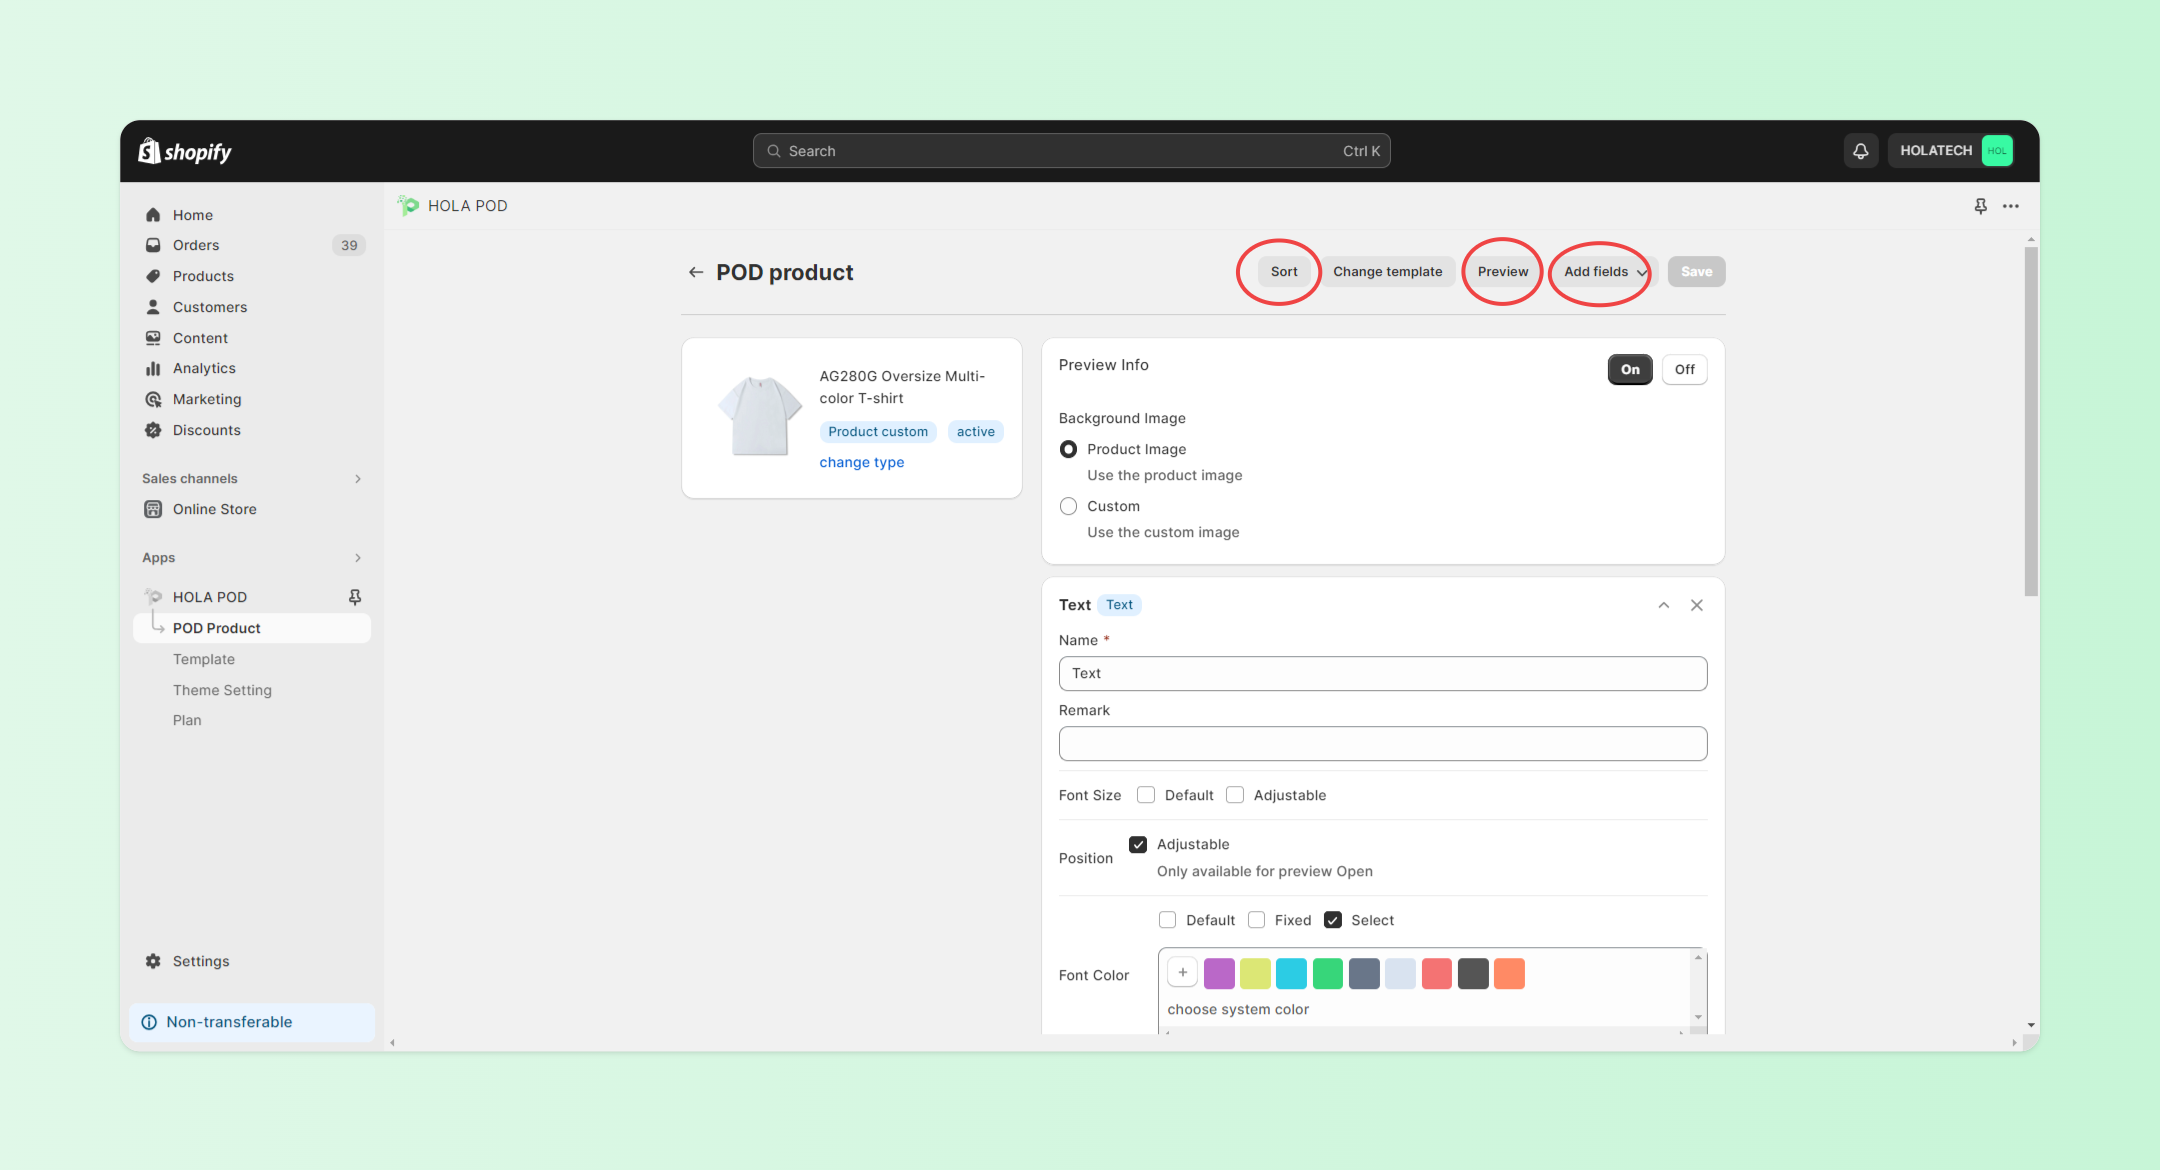 shopify
Search
Ctrl K
HOLATECH
HOL
Home
Orders
39
Products
Customers
Content
Analytics
Marketing
Discounts
Sales channels
Online Store
Apps
HOLA POD
POD Product
Template
Theme Setting
Plan
Settings
Non-transferable
HOLA POD
POD product
Sort
Change template
Preview
Add fields
Save
AG280G Oversize Multi-
color T-shirt
Product custom
active
change type
Preview Info
On
Off
Background Image
Product Image
Use the product image
Custom
Use the custom image
Text
Text
Name *
Text
Remark
Font Size
Default
Adjustable
Position
Adjustable
Only available for preview Open
Default
Fixed
Select
Font Color
+
choose system color